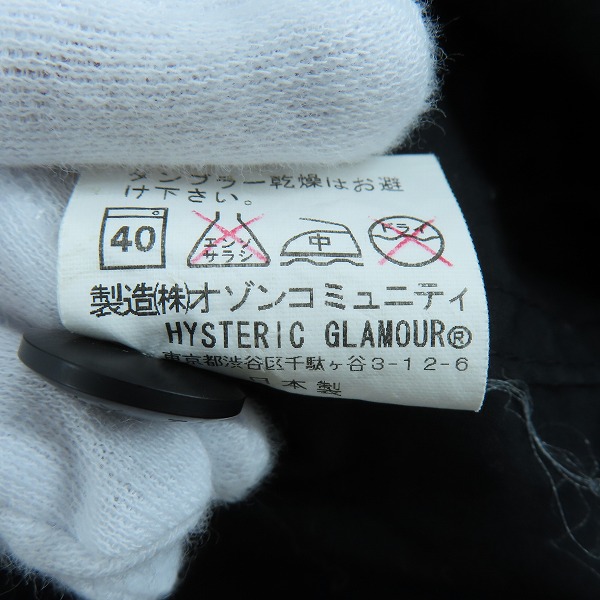 タンブラー乾燥はお避
け下さい。
40 エンソ サラシ 中 ドライ
製造(株)オゾンコミュニティ
HYSTERIC GLAMOUR®
東京都渋谷区千駄ヶ谷3-12-6
日本製